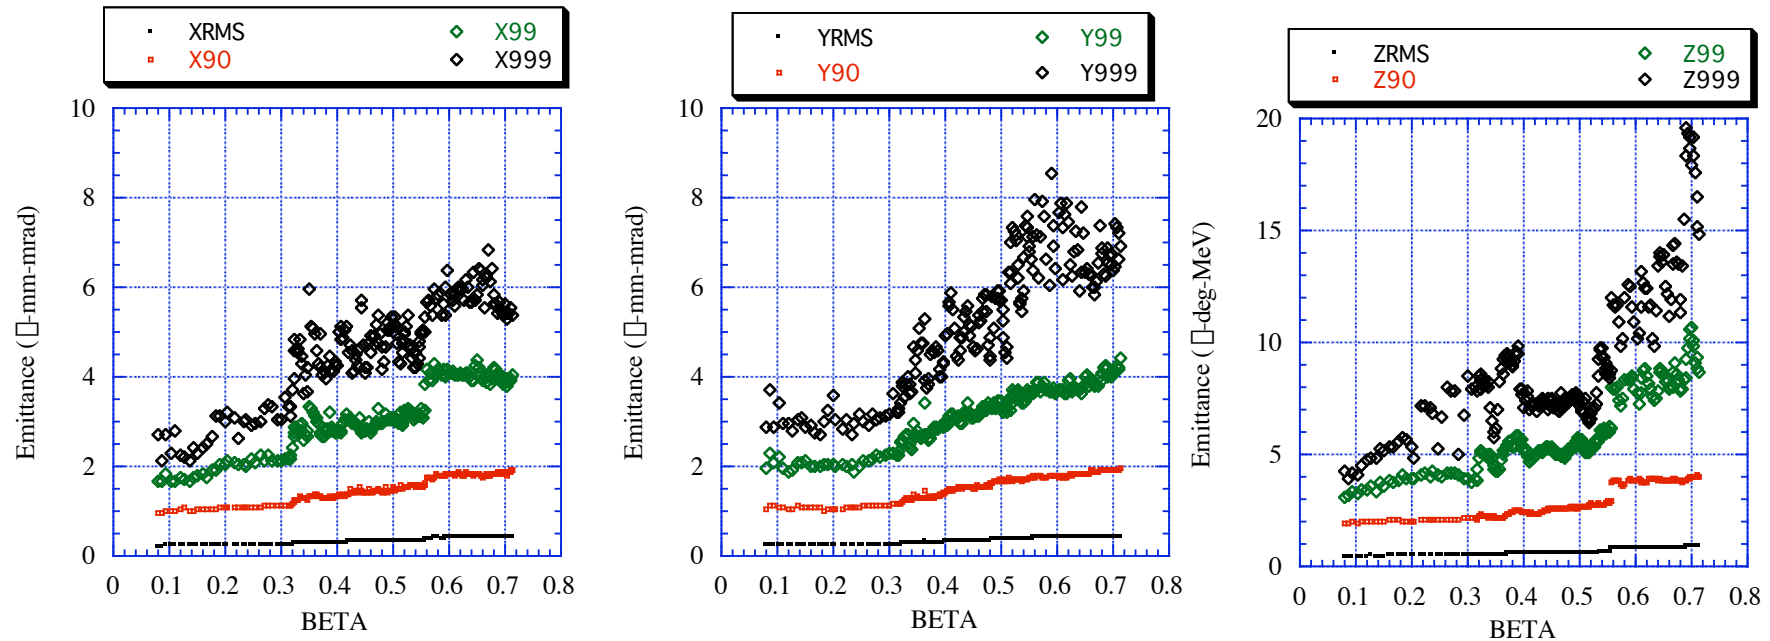 XRMS
X99
X90
X999
10
8
6
4
2
0
0
0.1
0.2
0.3
0.4
0.5
0.6
0.7
0.8
Emittance (▯-mm-mrad)
BETA
YRMS
Y99
Y90
Y999
10
8
6
4
2
0
0
0.1
0.2
0.3
0.4
0.5
0.6
0.7
0.8
Emittance (▯-mm-mrad)
BETA
ZRMS
Z99
Z90
Z999
20
15
10
5
0
0
0.1
0.2
0.3
0.4
0.5
0.6
0.7
0.8
Emittance (▯-deg-MeV)
BETA